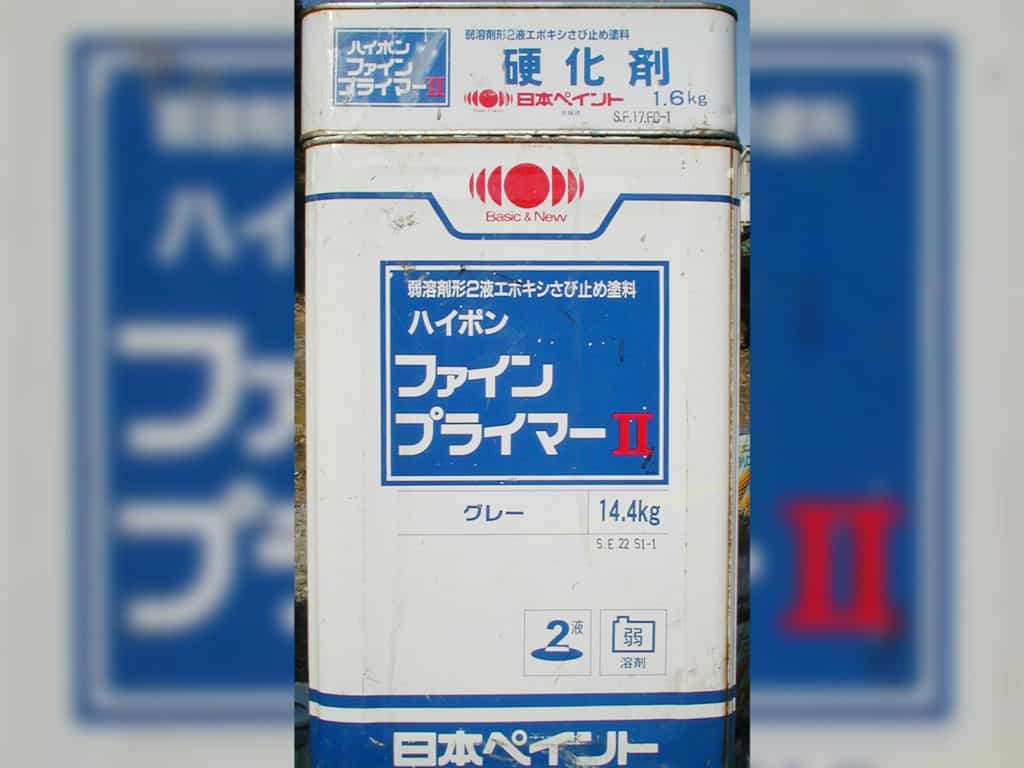 ハイポン
ファイン
プライマーⅡ
弱溶剤形2液エポキシさび止め塗料
硬化剤
日本ペイント 1.6kg
Basic & New
弱溶剤形2液エポキシさび止め塗料
ハイポン
ファイン
プライマーⅡ
グレー 14.4kg
S.E.22 S1-1
2液
弱
溶剤
日本ペイント